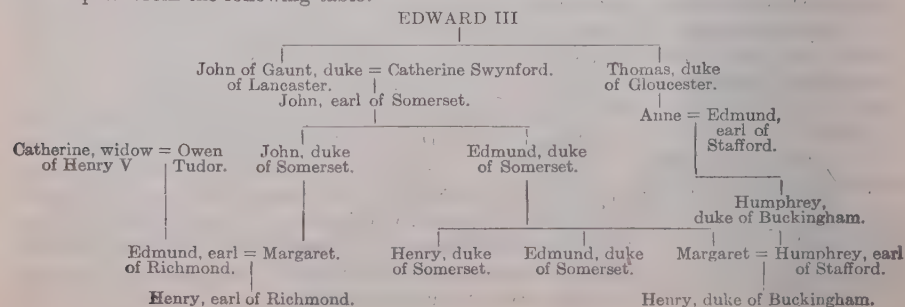 EDWARD III
John of Gaunt, duke = Catherine Swynford.
of Lancaster.
Thomas, duke
of Gloucester.
John, earl of Somerset.
Anne = Edmund,
earl of
Stafford.
Catherine, widow = Owen
of Henry V Tudor.
John, duke
of Somerset.
Edmund, duke
of Somerset.
Humphrey,
duke of Buckingham.
Edmund, earl = Margaret.
of Richmond.
Henry, duke
of Somerset.
Edmund, duke
of Somerset.
Margaret = Humphrey, earl
of Stafford.
Henry, earl of Richmond.
Henry, duke of Buckingham.